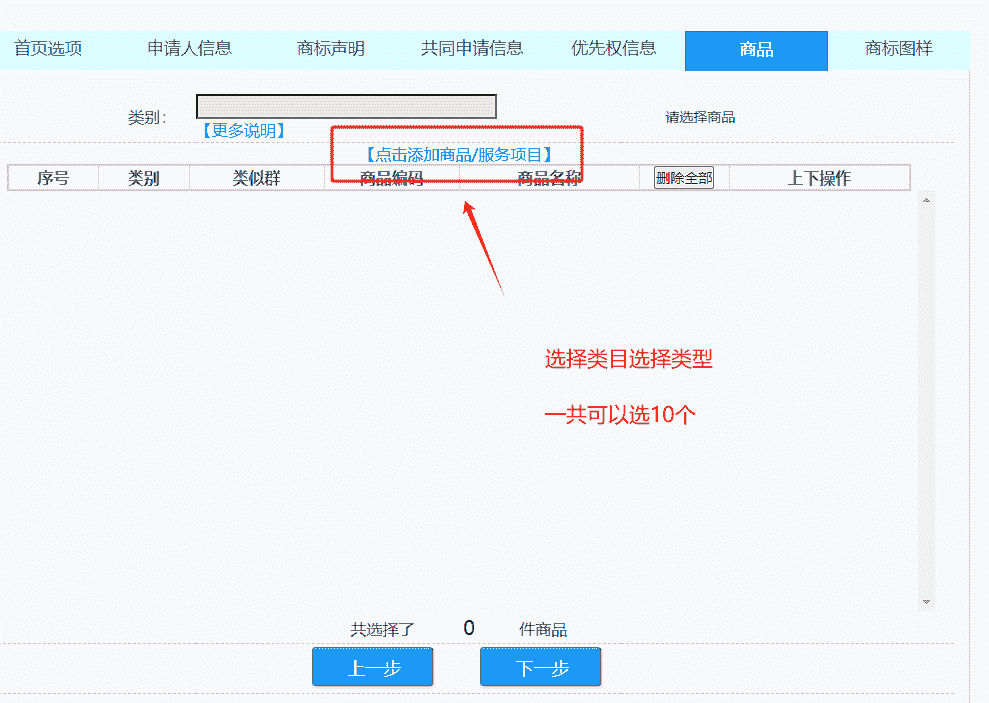 首页选项 申请人信息 商标声明 共同申请信息 优先权信息 商品 商标图样
类别： 请选择商品
【更多说明】
【点击添加商品/服务项目】
序号 类别 类似群 商品编码 商品名称 删除全部 上下操作
选择类目选择类型
一共可以选10个
共选择了 0 件商品
上一步 下一步